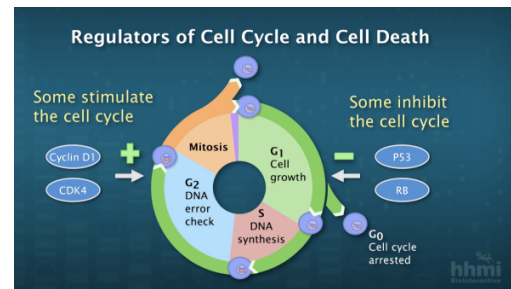 Regulators of Cell Cycle and Cell Death
Some stimulate
the cell cycle
Cyclin D1
CDK4
+
Mitosis
G1
Cell
growth
G2
DNA
error
check
S
DNA
synthesis
Some inhibit
the cell cycle
–
P53
RB
G0
Cell cycle
arrested
hhmi
BioInteractive